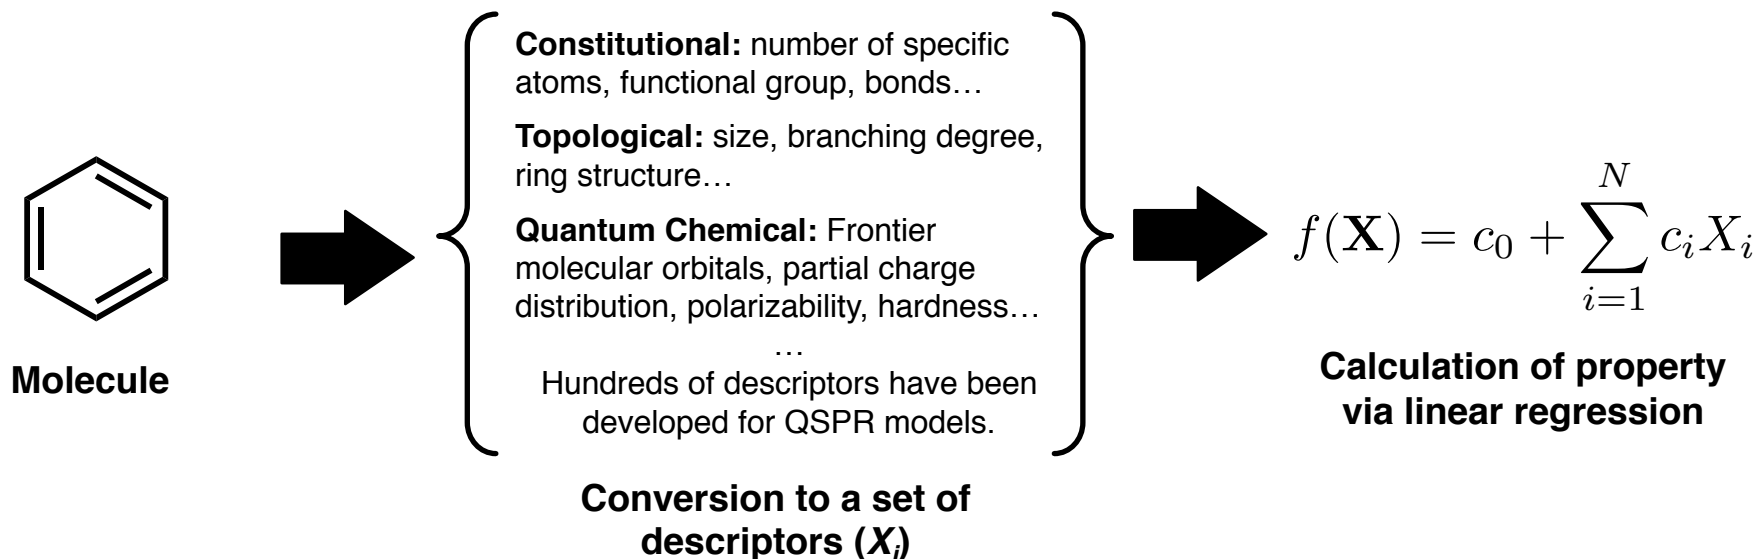 Molecule
Constitutional: number of specific
atoms, functional group, bonds…
Topological: size, branching degree,
ring structure…
Quantum Chemical: Frontier
molecular orbitals, partial charge
distribution, polarizability, hardness…
…
Hundreds of descriptors have been
developed for QSPR models.
Conversion to a set of
descriptors (Xᵢ)
f(X) = c₀ + ∑ᵢ₌₁ᴺ cᵢXᵢ
Calculation of property
via linear regression